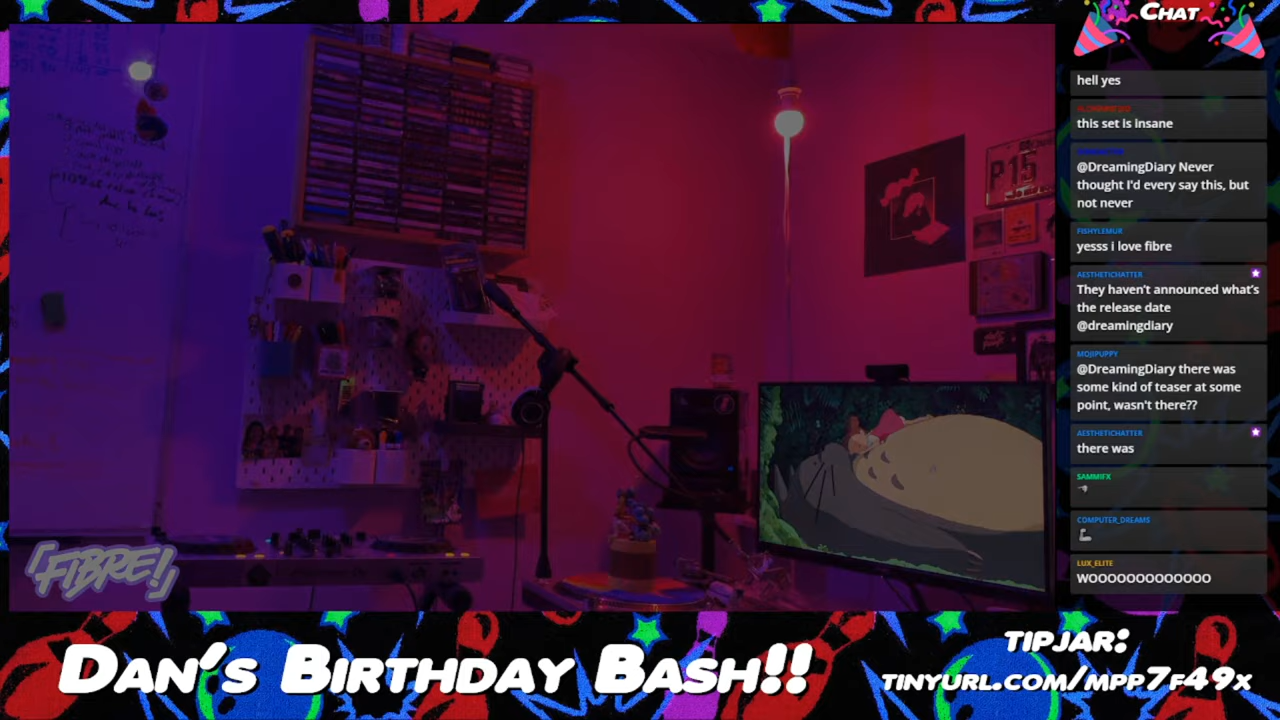 Chat
hell yes
this set is insane
@DreamingDiary Never
thought I'd every say this, but
not never
FISHYLEMUR
yesss i love fibre
AESTHETICHATTER
They haven't announced what's
the release date
@dreamingdiary
MOJIPUPPY
@DreamingDiary there was
some kind of teaser at some
point, wasn't there??
AESTHETICHATTER
there was
SAMMIFX
COMPUTER_DREAMS
LUX_ELITE
WOOOOOOOOOOOOO
P15
[FIBRE!]
Dan's Birthday Bash!!
tipjar:
tinyurl.com/mpp7f49x